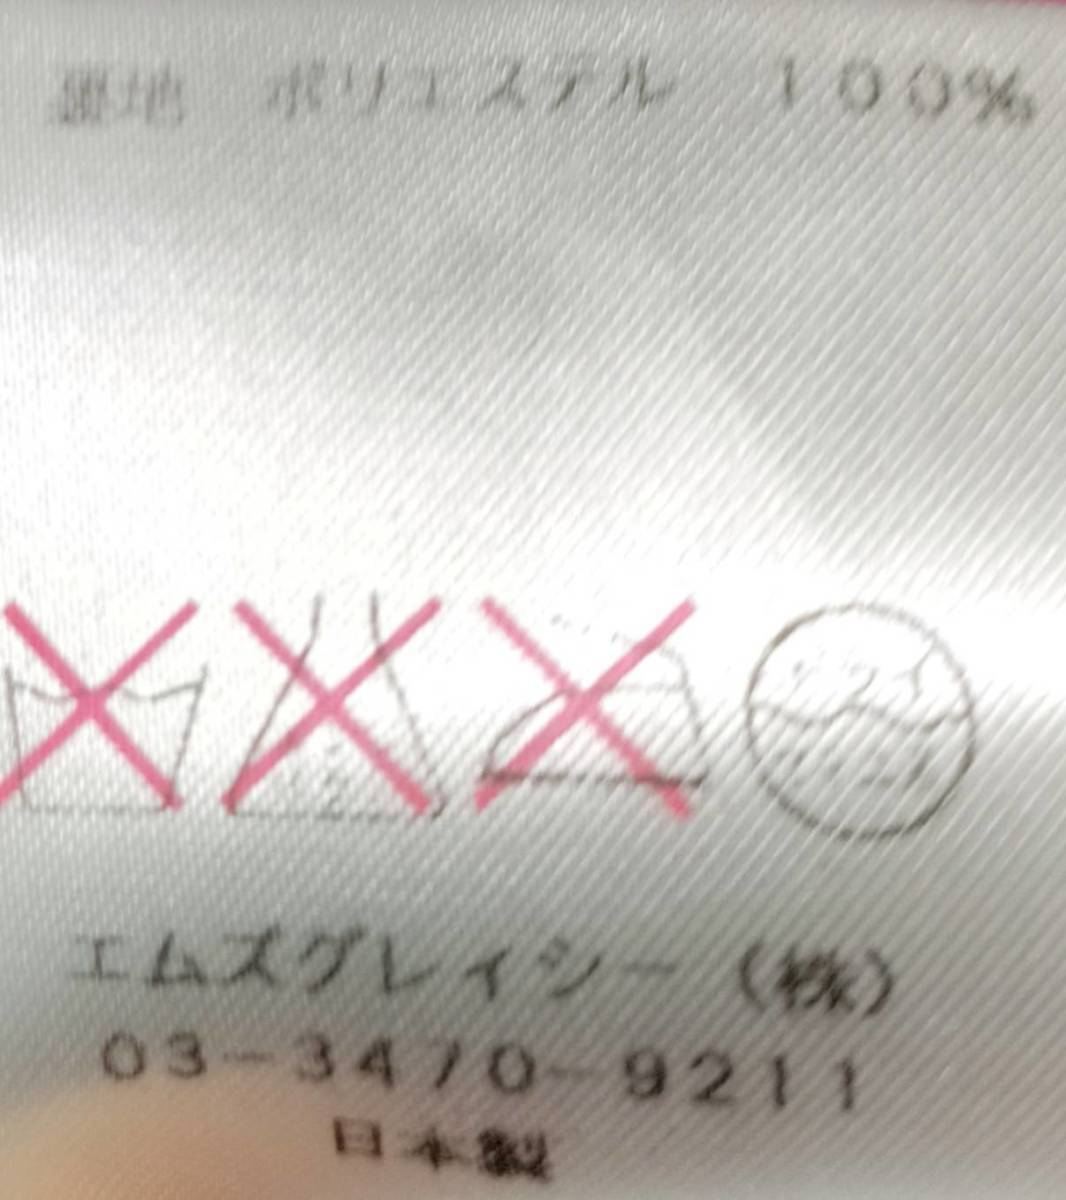 裏地 ポリエステル 100%
エムズグレイシー（株）
03-3470-9211
日本製